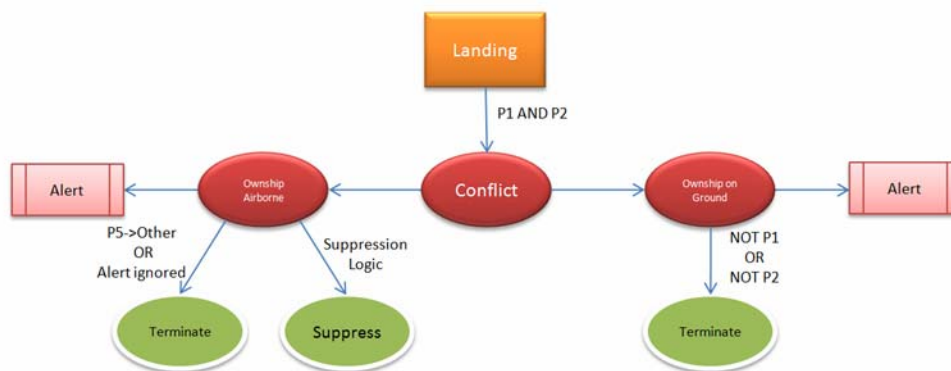 Landing
P1 AND P2
Alert
Ownship
Airborne
Conflict
Ownship on
Ground
Alert
P5->Other
OR
Alert ignored
Suppression
Logic
NOT P1
OR
NOT P2
Terminate
Suppress
Terminate